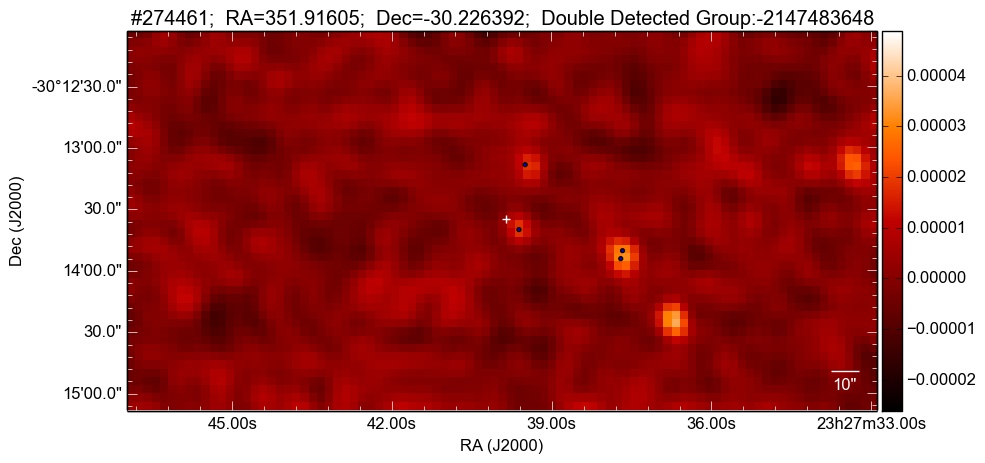 #274461;  RA=351.91605;  Dec=-30.226392;  Double Detected Group:-2147483648
-30°12'30.0"
13'00.0"
30.0"
14'00.0"
30.0"
15'00.0"
Dec (J2000)
45.00s
42.00s
39.00s
36.00s
23h27m33.00s
RA (J2000)
10"
0.00004
0.00003
0.00002
0.00001
0.00000
−0.00001
−0.00002